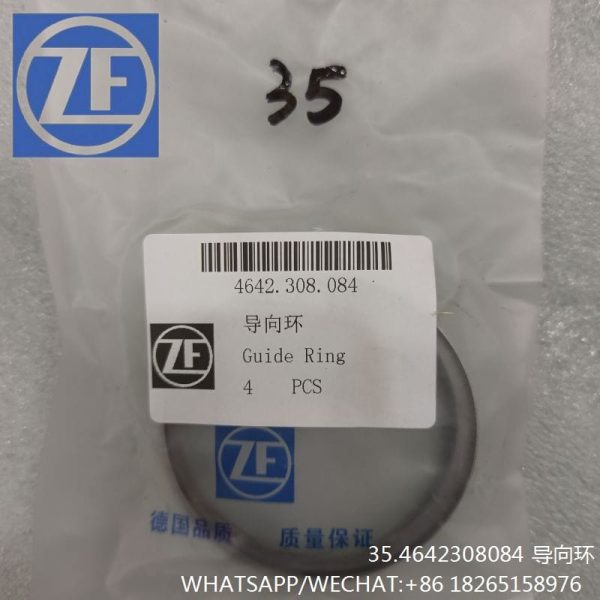 ZF
35
4642.308.084
导向环
ZF
Guide Ring
4 PCS
ZF
德国品质 质量保证
35.4642308084 导向环
WHATSAPP/WECHAT:+86 18265158976